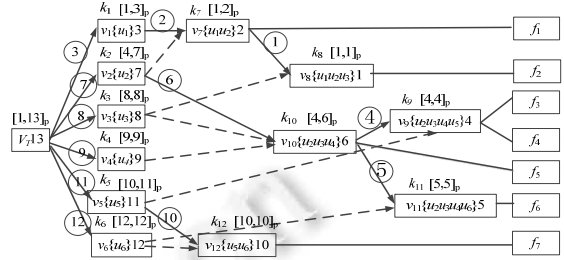 k1 [1,3]p
② k7 [1,2]p
v1{u1}3
v7{u1u2}2
f1
③
①
k2 [4,7]p
k8 [1,1]p
v2{u2}7
⑦
⑥
v8{u1u2u3}1
f2
[1,13]p
k3 [8,8]p
k9 [4,4]p
f3
⑧
v3{u3}8
k10 [4,6]p
④
v9{u2u3u4u5}4
Vr13
k4 [9,9]p
v10{u2u3u4}6
f4
⑨
v4{u4}9
f5
⑪
k5 [10,11]p
⑤
k11 [5,5]p
v5{u5}11
⑩
v11{u2u3u4u6}5
f6
⑫
k6 [12,12]p
k12 [10,10]p
v6{u6}12
v12{u5u6}10
f7